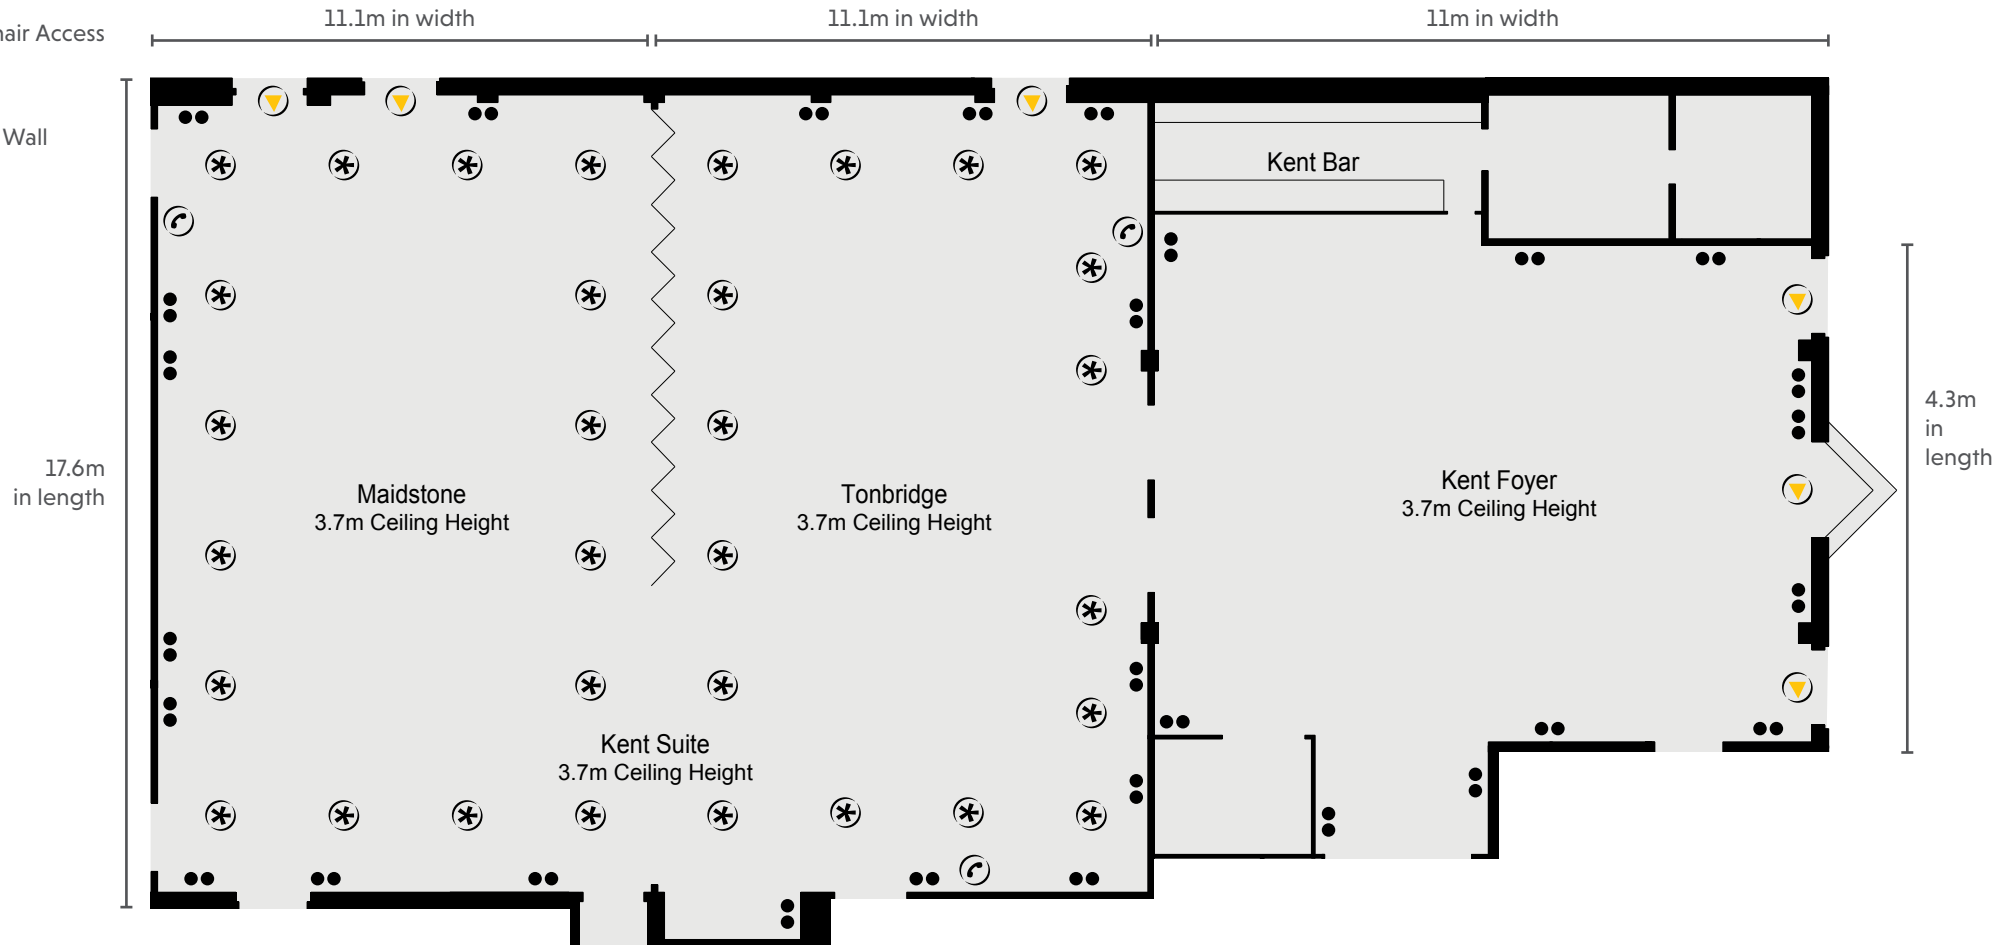 11.1m in width
11.1m in width
11m in width
air Access
Wall
Kent Bar
4.3m
in
length
17.6m
in length
Maidstone
3.7m Ceiling Height
Tonbridge
3.7m Ceiling Height
Kent Foyer
3.7m Ceiling Height
Kent Suite
3.7m Ceiling Height